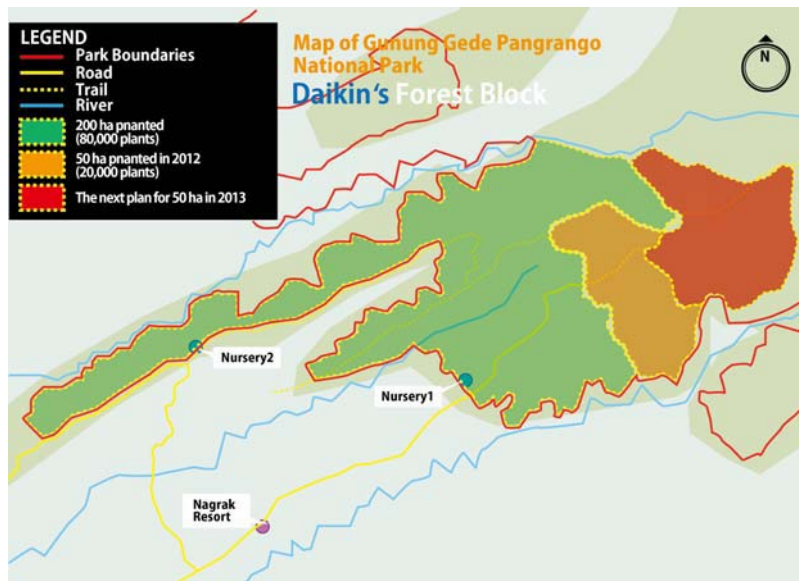 LEGEND
Park Boundaries
Road
Trail
River
200 ha pnanted
(80,000 plants)
50 ha pnanted in 2012
(20,000 plants)
The next plan for 50 ha in 2013
Map of Gunung Gede Pangrango
National Park
Daikin's Forest Block
N
Nursery2
Nursery1
Nagrak
Resort